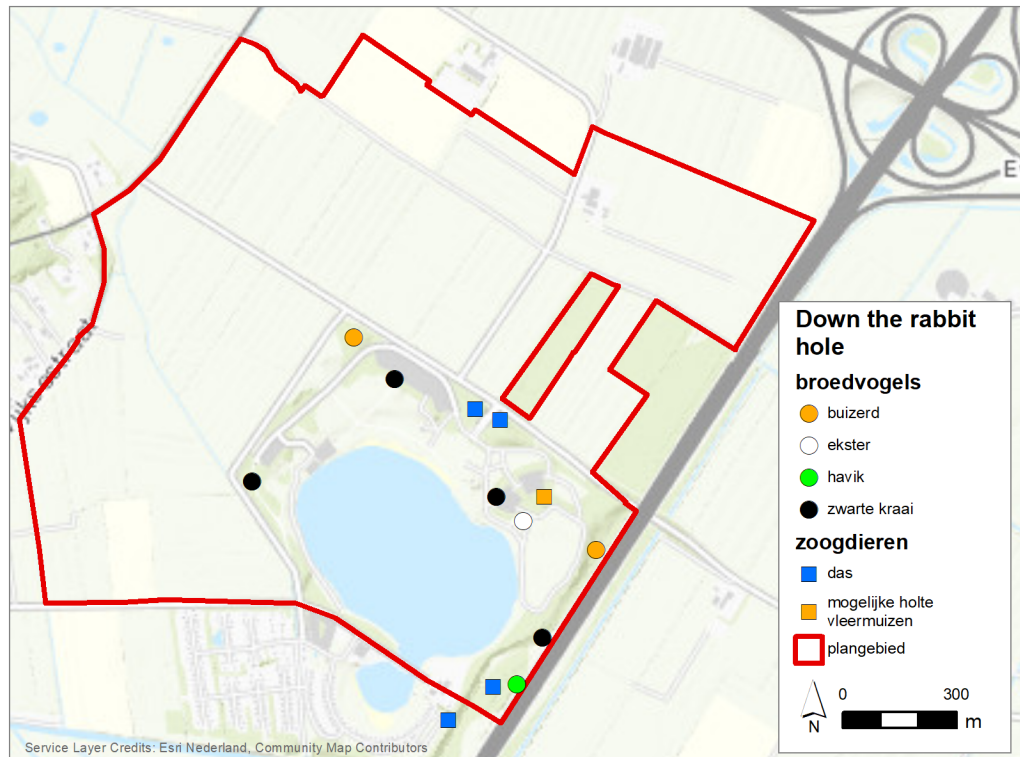 E
Down the rabbit
hole
broedvogels
buizerd
ekster
havik
zwarte kraai
zoogdieren
das
mogelijke holte
vleermuizen
plangebied
0 300
m
N
Service Layer Credits: Esri Nederland, Community Map Contributors